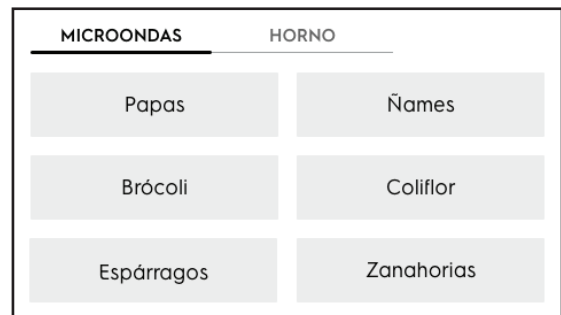 MICROONDAS HORNO
Papas Ñames
Brócoli Coliflor
Espárragos Zanahorias